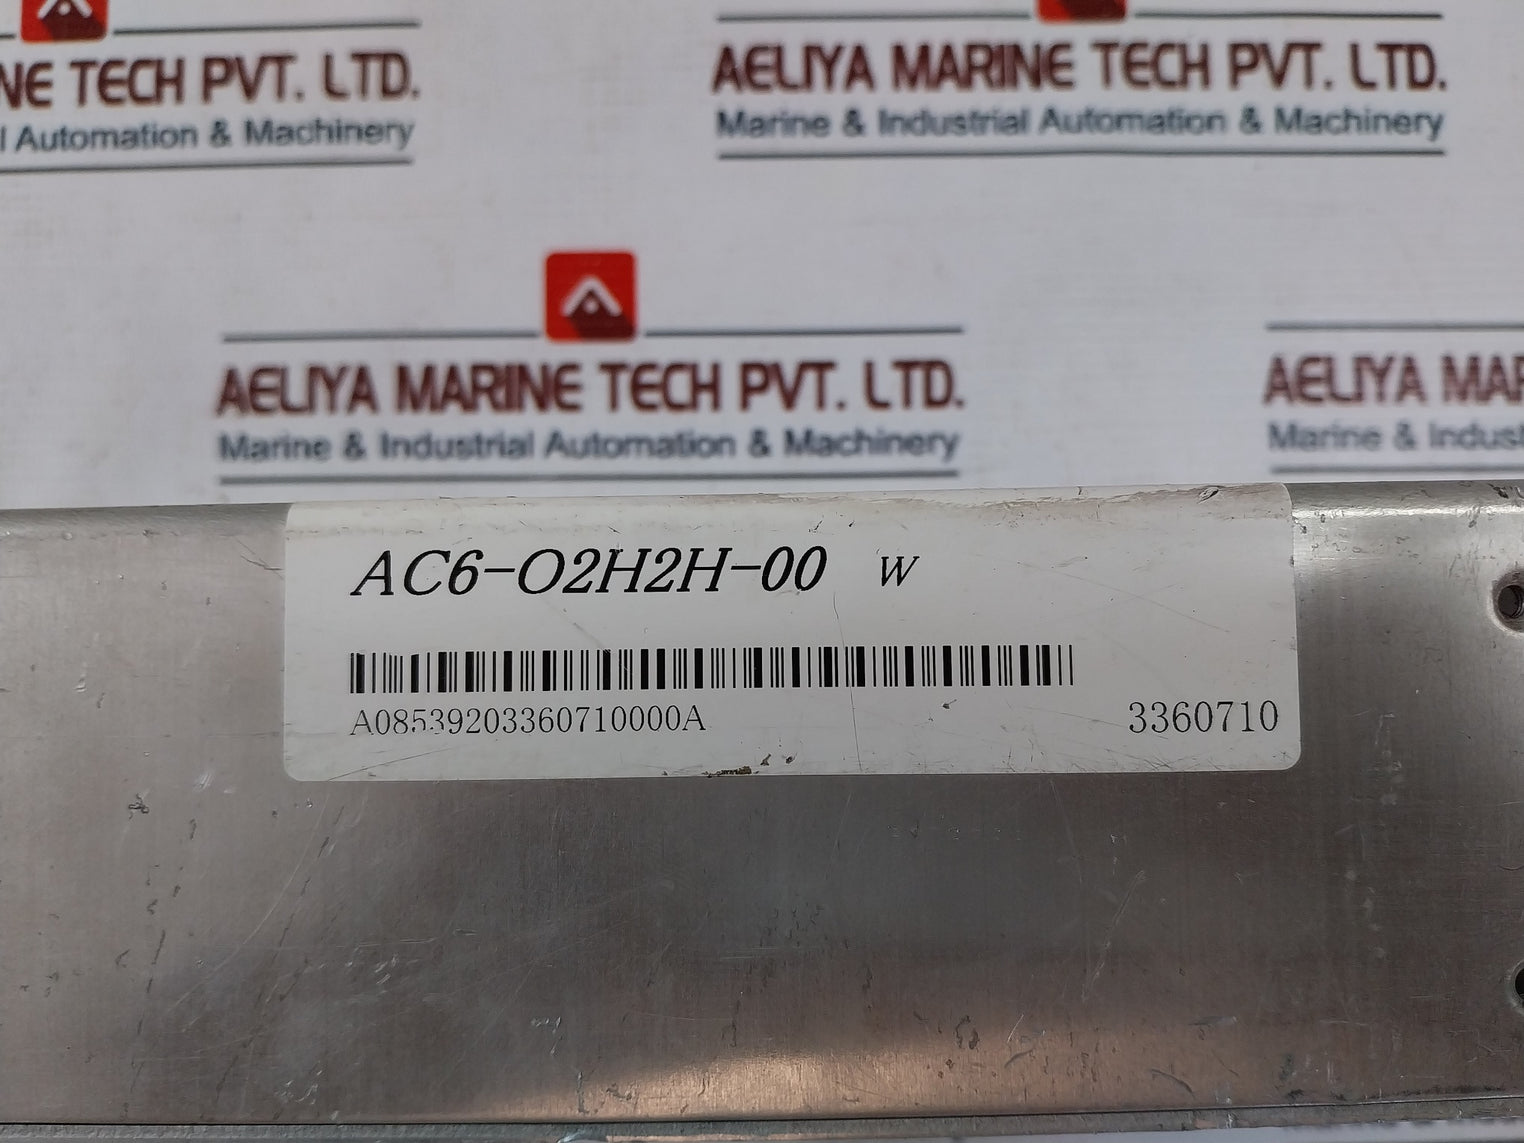 NE TECH PVT. LTD.
l Automation & Machinery
AELIYA MARINE TECH PVT. LTD.
Marine & Industrial Automation & Machinery
AELIYA MARINE TECH PVT. LTD.
Marine & Industrial Automation & Machinery
AELIYA MAR
Marine & Indust
AC6-O2H2H-00 W
A08539203360710000A
3360710